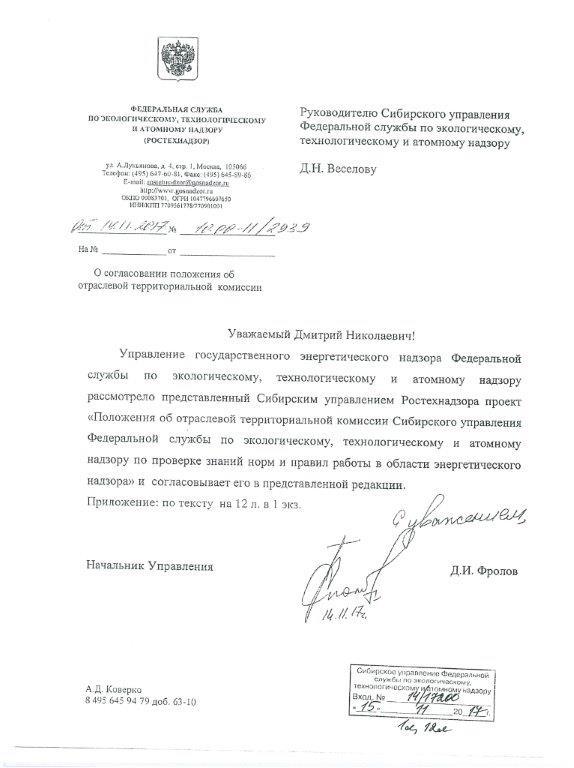 ФЕДЕРАЛЬНАЯ СЛУЖБА
ПО ЭКОЛОГИЧЕСКОМУ, ТЕХНОЛОГИЧЕСКОМУ
И АТОМНОМУ НАДЗОРУ
(РОСТЕХНАДЗОР)
ул. А.Лукьянова, д. 4, стр. 1, Москва, 105066
Телефон: (495) 647-60-81, Факс: (495) 645-89-86
E-mail: rostehnadzor@gosnadzor.ru
http://www.gosnadzor.ru
ОКПО 00083701, ОГРН 1047796607650
ИНН/КПП 7709561778/770901001
от 14.11.2017 № 10.рр-11/2939
На № от
О согласовании положения об
отраслевой территориальной комиссии
Руководителю Сибирского управления
Федеральной службы по экологическому,
технологическому и атомному надзору
Д.Н. Веселову
Уважаемый Дмитрий Николаевич!
Управление государственного энергетического надзора Федеральной
службы по экологическому, технологическому и атомному надзору
рассмотрело представленный Сибирским управлением Ростехнадзора проект
«Положения об отраслевой территориальной комиссии Сибирского управления
Федеральной службы по экологическому, технологическому и атомному
надзору по проверке знаний норм и правил работы в области энергетического
надзора» и согласовывает его в представленной редакции.
Приложение: по тексту на 12 л. в 1 экз.
С уважением,
Начальник Управления
Д.И. Фролов
14.11.17г.
А.Д. Коверко
8 495 645 94 79 доб. 63-10
Сибирское управление Федеральной
службы по экологическому,
технологическому и атомному надзору
Вход. № 14/17200
"15" 11 2017 г.